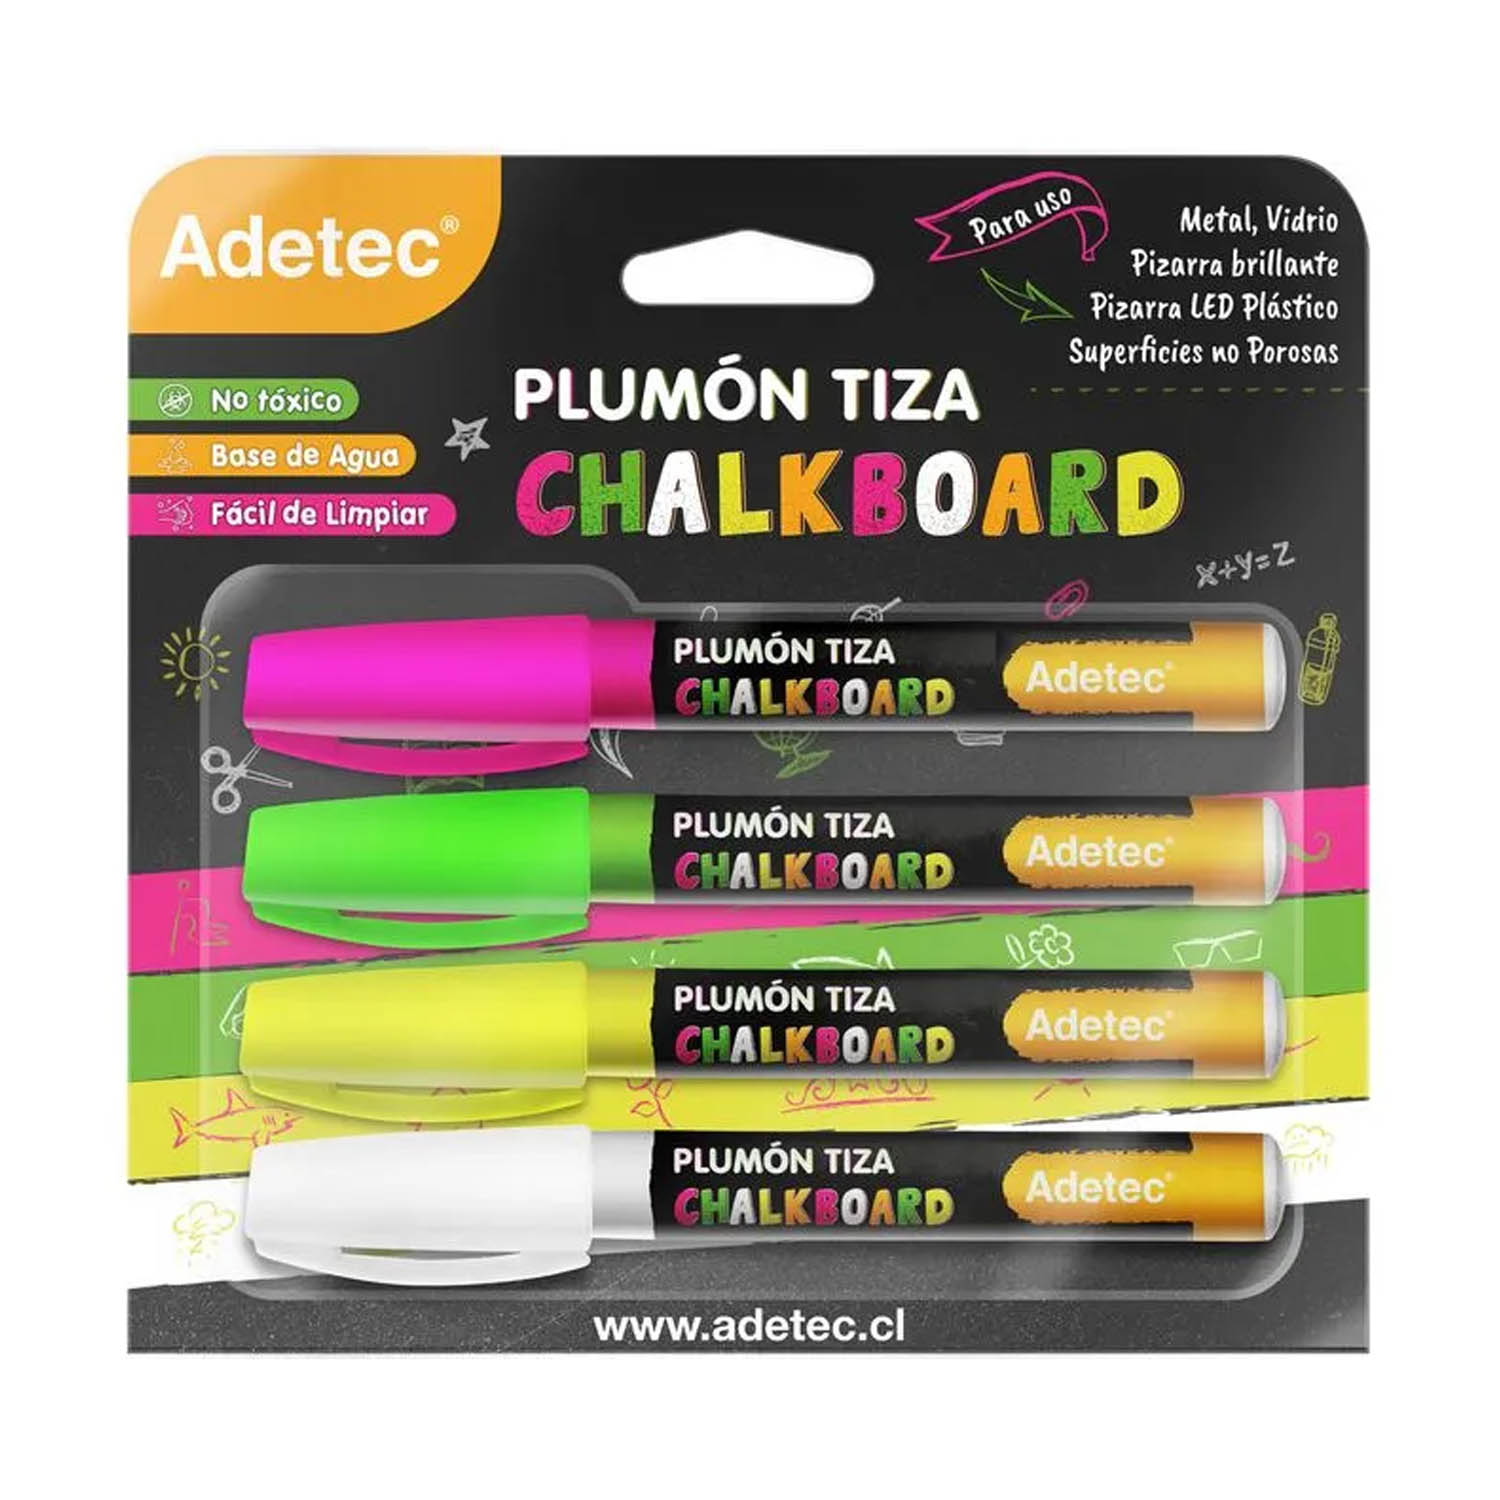 Adetec®
Para uso
Metal, Vidrio
Pizarra brillante
Pizarra LED Plástico
Superficies no Porosas
No tóxico
Base de Agua
Fácil de Limpiar
PLUMÓN TIZA
CHALKBOARD
x+y=z
PLUMÓN TIZA
CHALKBOARD
Adetec
PLUMÓN TIZA
CHALKBOARD
Adetec
PLUMÓN TIZA
CHALKBOARD
Adetec
PLUMÓN TIZA
CHALKBOARD
Adetec
www.adetec.cl